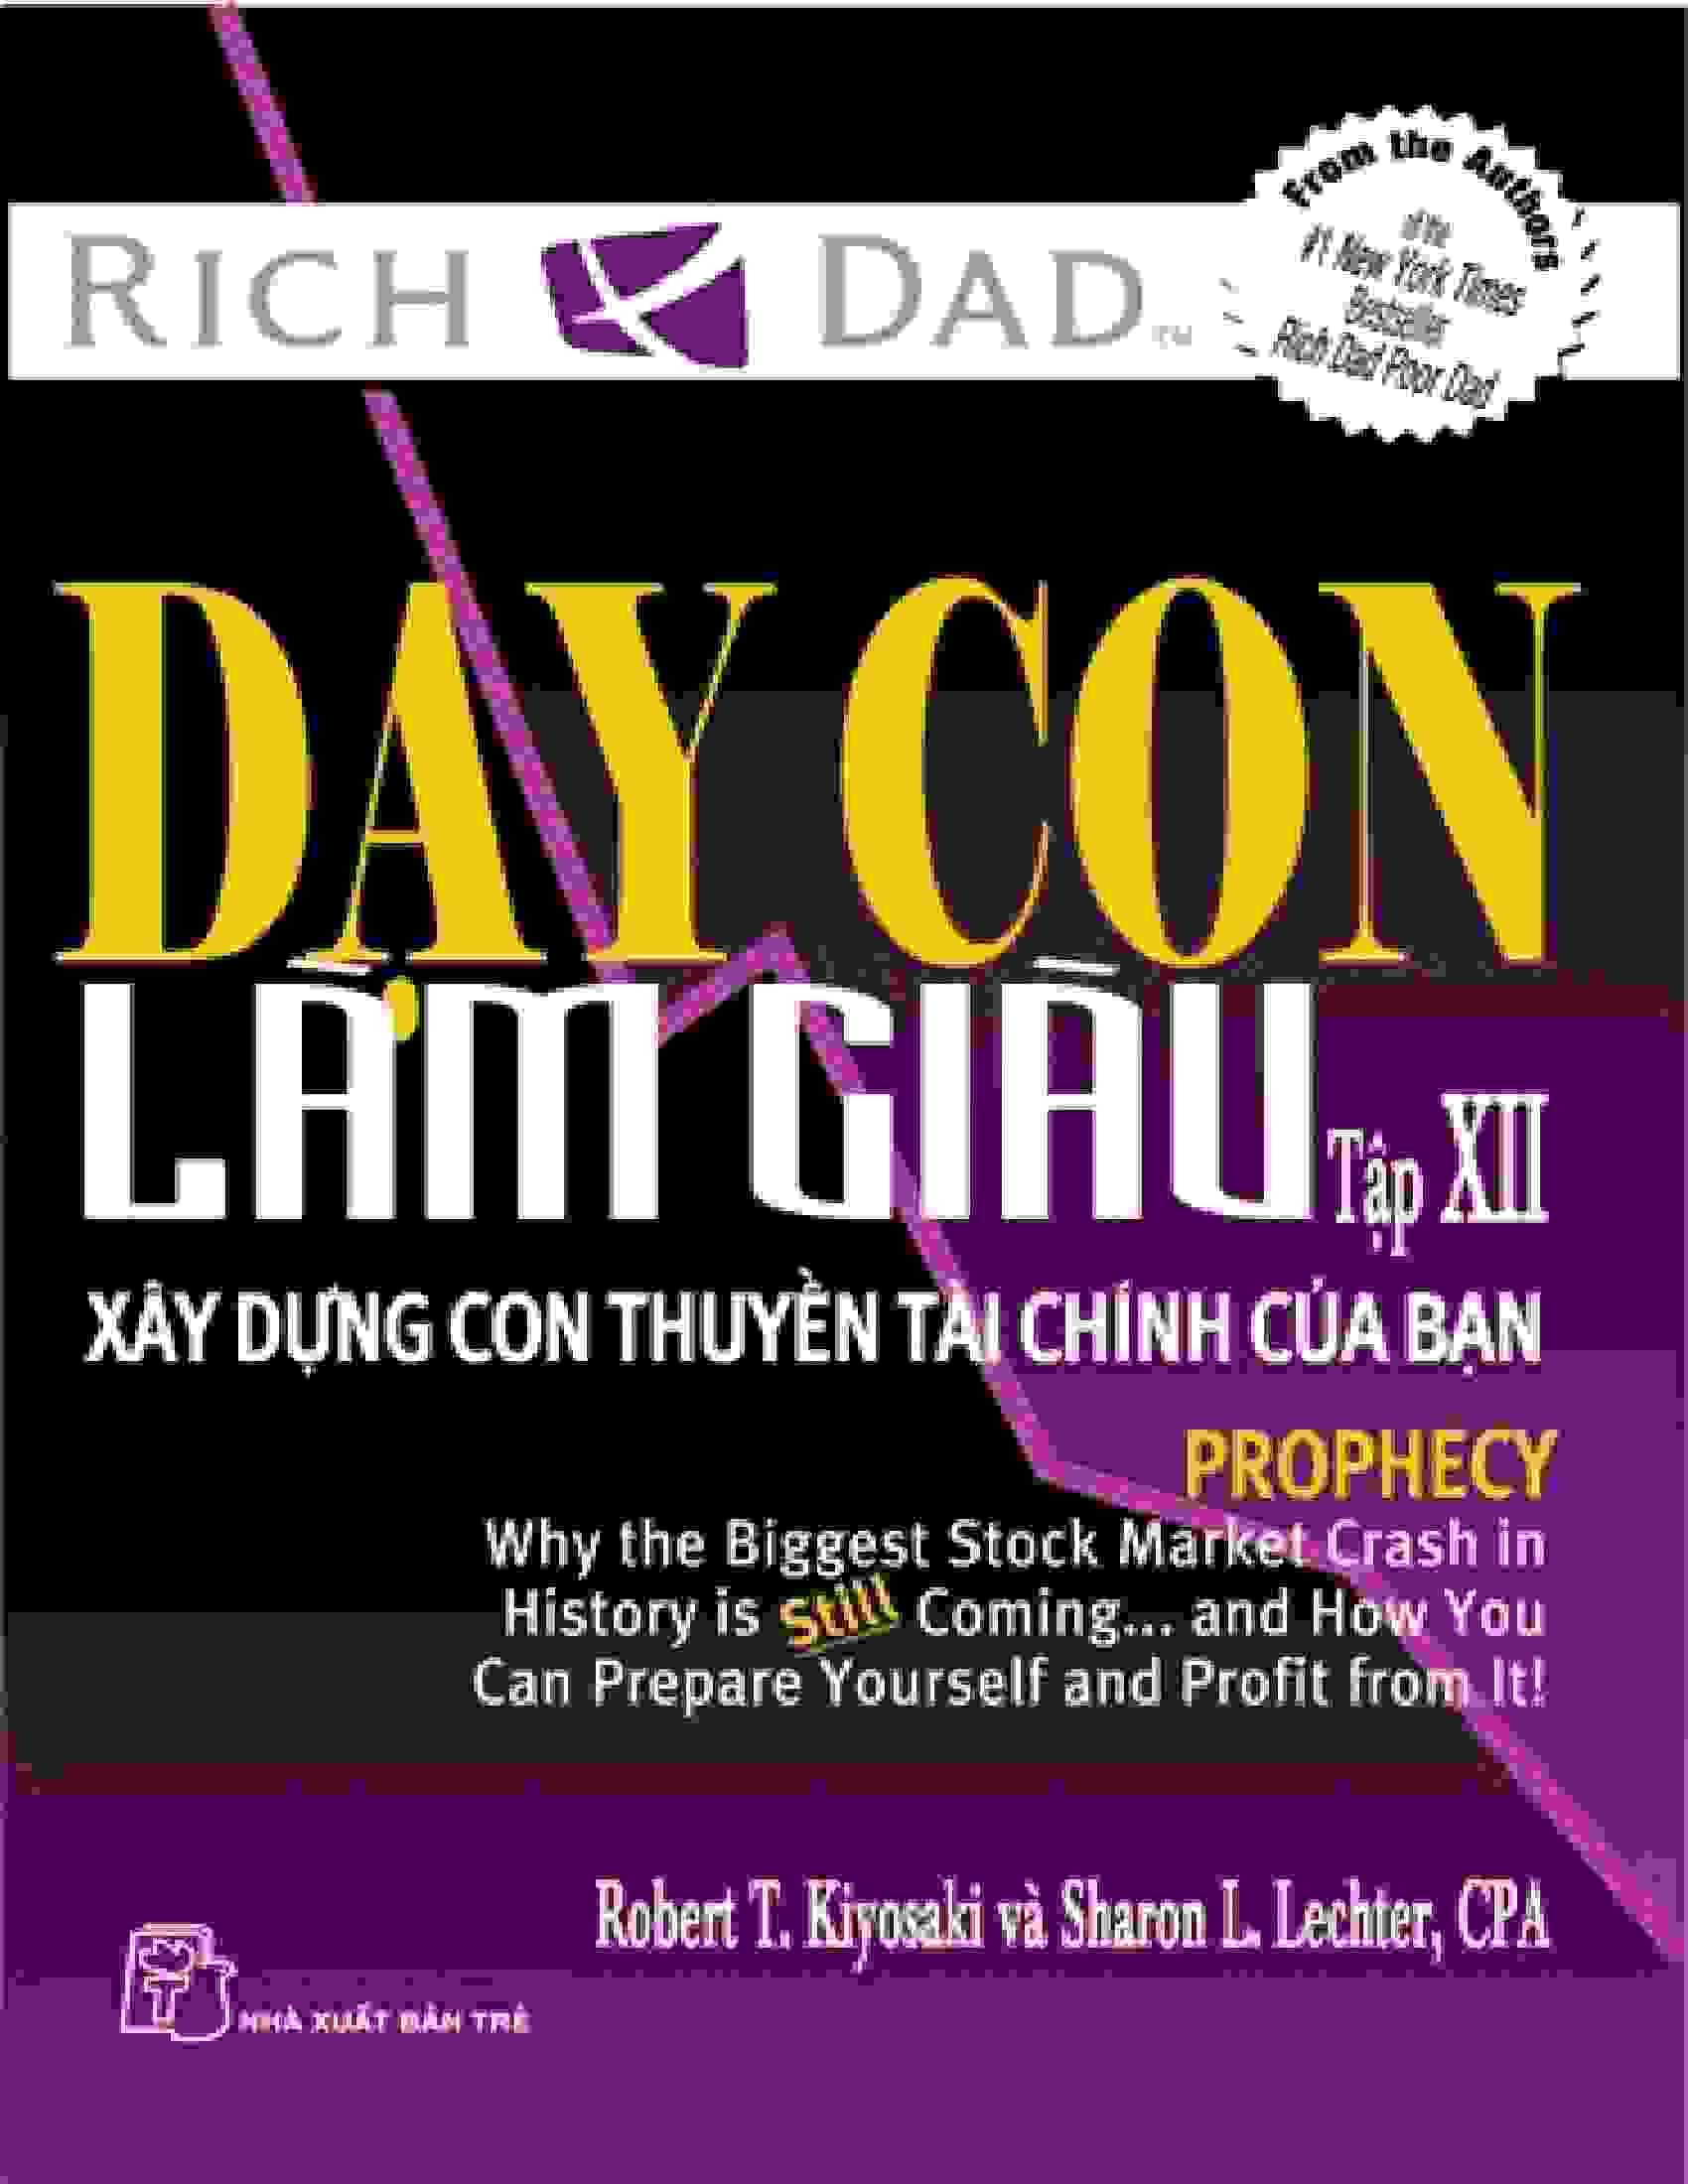 RICH DAD™
From the Authors
of the
#1 New York Times
Bestseller
Rich Dad Poor Dad
DẠY CON
LÀM GIÀU Tập XII
XÂY DỰNG CON THUYỀN TÀI CHÍNH CỦA BẠN
PROPHECY
Why the Biggest Stock Market Crash in
History is Still Coming... and How You
Can Prepare Yourself and Profit from It!
Robert T. Kiyosaki và Sharon L. Lechter, CPA
NHÀ XUẤT BẢN TRẺ